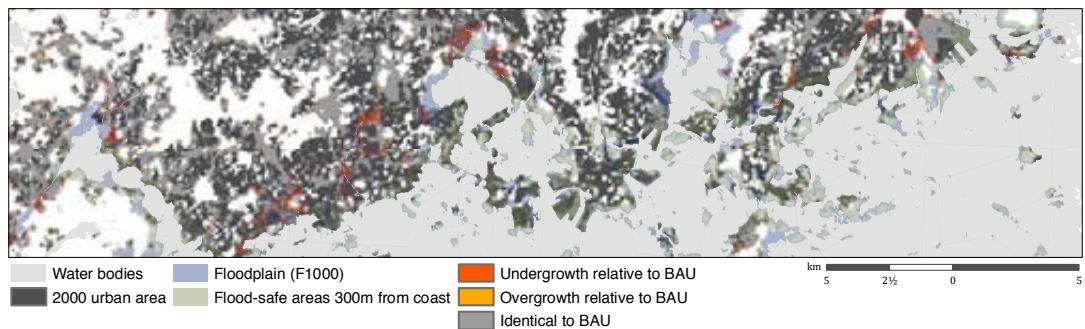 Water bodies
2000 urban area
Floodplain (F1000)
Flood-safe areas 300m from coast
Undergrowth relative to BAU
Overgrowth relative to BAU
Identical to BAU
km
5 2½ 0 5